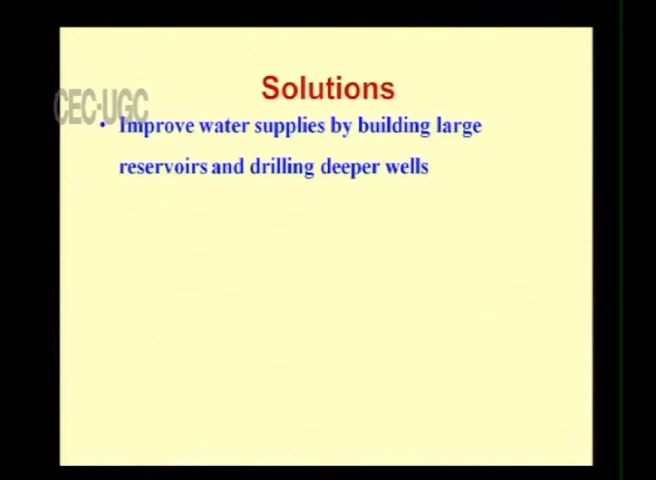 Solutions
CEC-UGC
• Improve water supplies by building large
reservoirs and drilling deeper wells